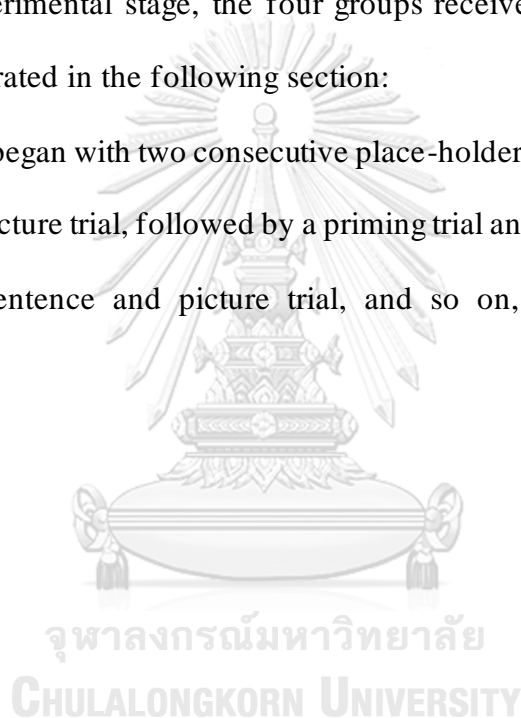 erimental stage, the four groups receive
rated in the following section:
began with two consecutive place-holder
cture trial, followed by a priming trial an
entence and picture trial, and so on,
จุฬาลงกรณ์มหาวิทยาลัย
CHULALONGKORN UNIVERSITY